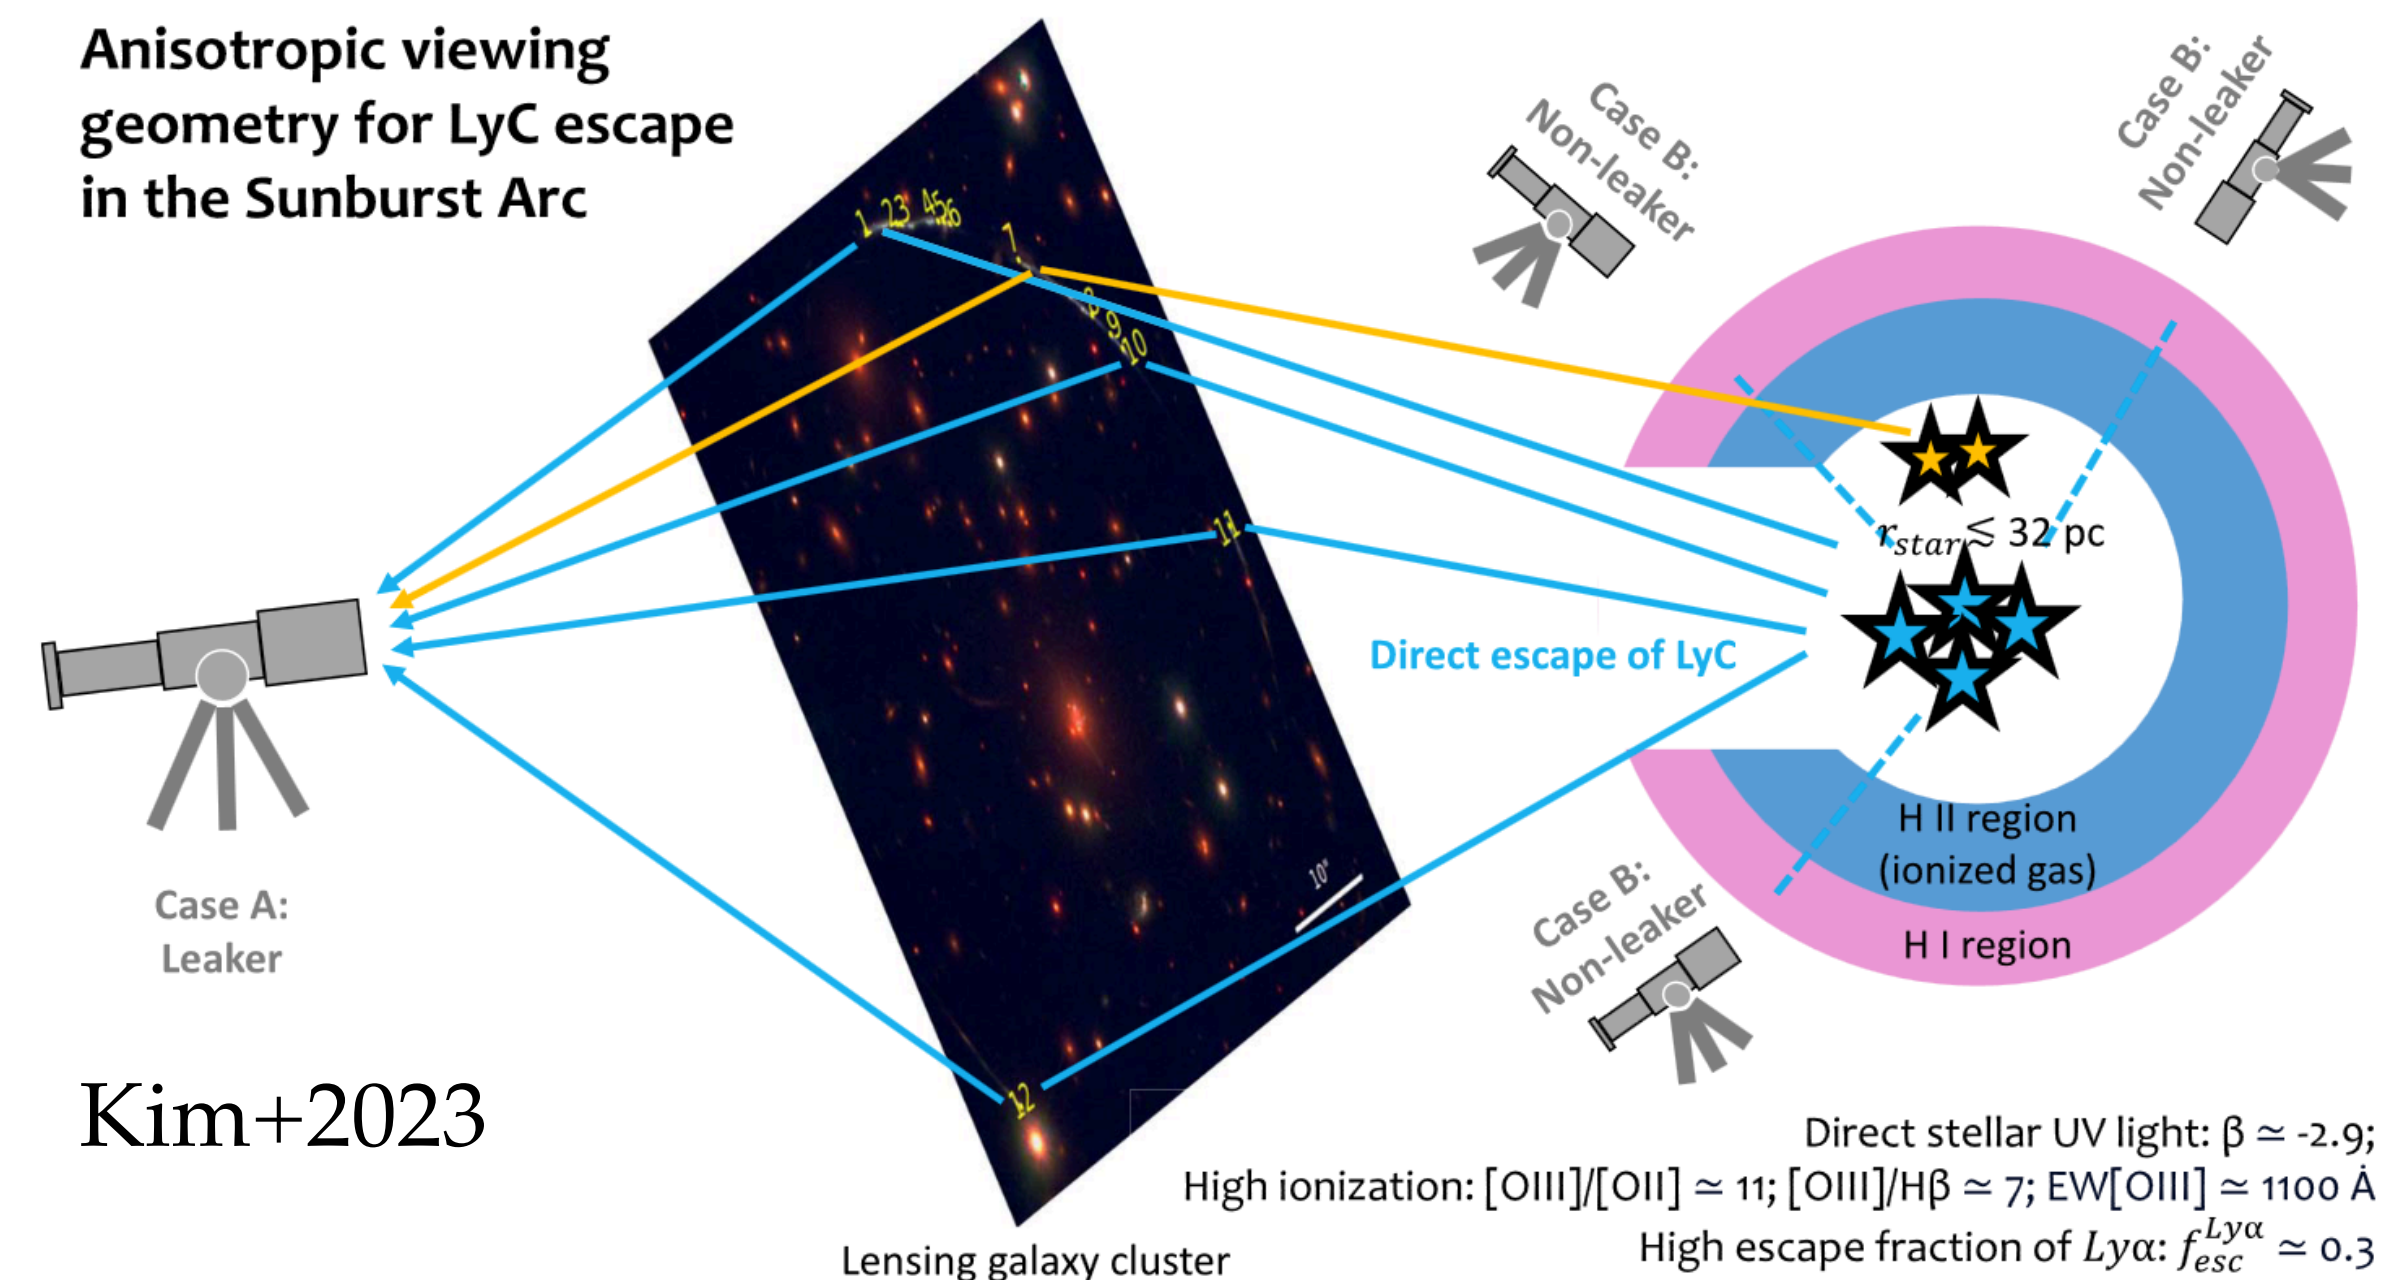 Anisotropic viewing
geometry for LyC escape
in the Sunburst Arc
Case B:
Non-leaker
Case B:
Non-leaker
1 2 3 4 5 6
7
8
9
10
11
12
10"
r_star ≲ 32 pc
Direct escape of LyC
H II region
(ionized gas)
H I region
Case A:
Leaker
Case B:
Non-leaker
Kim+2023
Direct stellar UV light: β ≃ -2.9;
High ionization: [OIII]/[OII] ≃ 11; [OIII]/Hβ ≃ 7; EW[OIII] ≃ 1100 Å
High escape fraction of Lyα: f_esc^Lyα ≃ 0.3
Lensing galaxy cluster